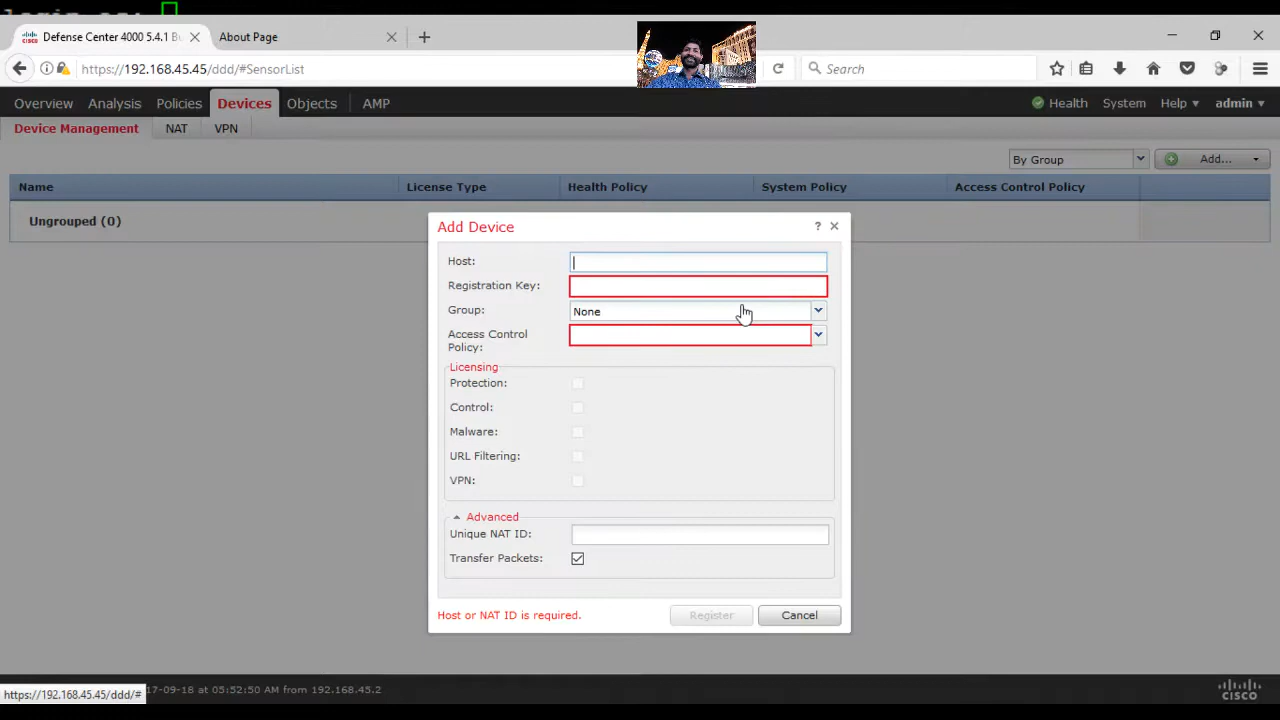 login as:
Defense Center 4000 5.4.1 Bu
About Page
https://192.168.45.45/ddd/#SensorList
Search
Overview Analysis Policies Devices Objects AMP
Health System Help admin
Device Management NAT VPN
By Group
Add...
Name License Type Health Policy System Policy Access Control Policy
Ungrouped (0)
Add Device
?
Host:
Registration Key:
Group:
None
Access Control
Policy:
Licensing
Protection:
Control:
Malware:
URL Filtering:
VPN:
Advanced
Unique NAT ID:
Transfer Packets:
Host or NAT ID is required.
Register
Cancel
https://192.168.45.45/ddd/#
17-09-18 at 05:52:50 AM from 192.168.45.2
CISCO